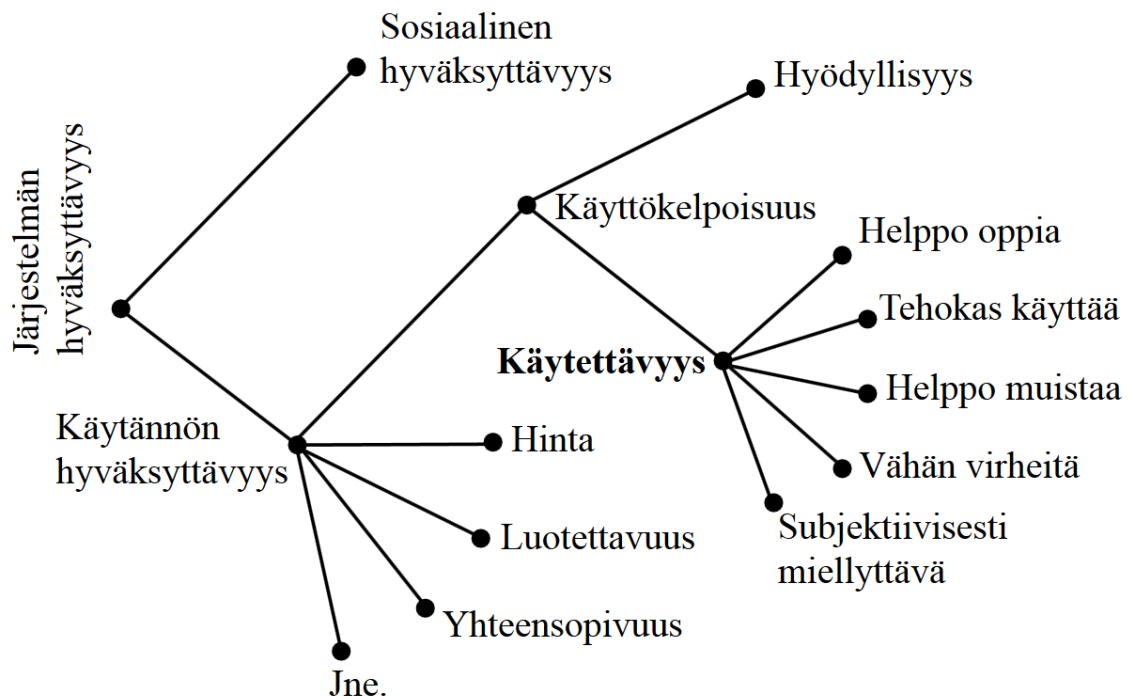 Sosiaalinen
hyväksyttävyys
Hyödyllisyys
Järjestelmän
hyväksyttävyys
Käyttökelpoisuus
Helppo oppia
Tehokas käyttää
Käytettävyys
Helppo muistaa
Käytännön
hyväksyttävyys
Hinta
Vähän virheitä
Luotettavuus
Subjektiivisesti
miellyttävä
Yhteensopivuus
Jne.